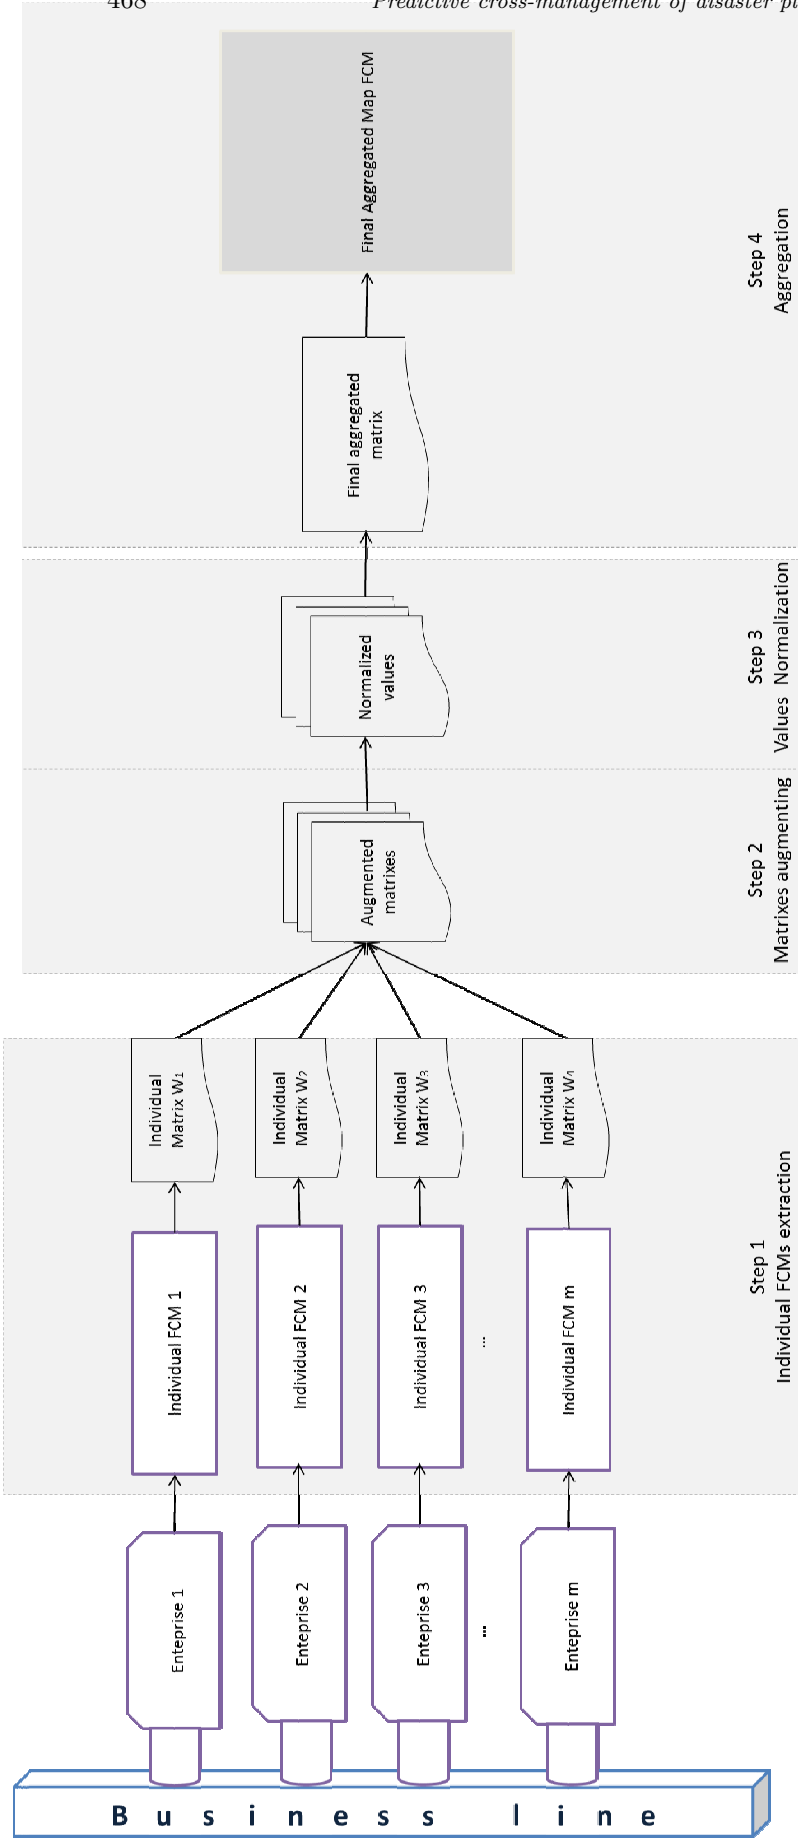 468
Predictive cross-management of disaster pl
Business line
Enteprise 1
Enteprise 2
Enteprise 3
...
Enteprise m
Individual FCM 1
Individual FCM 2
Individual FCM 3
...
Individual FCM m
Individual
Matrix W1
Individual
Matrix W2
Individual
Matrix W3
Individual
Matrix W4
Step 1
Individual FCMs extraction
Augmented
matrixes
Step 2
Matrixes augmenting
Normalized
values
Step 3
Values Normalization
Final aggregated
matrix
Final Aggregated Map FCM
Step 4
Aggregation